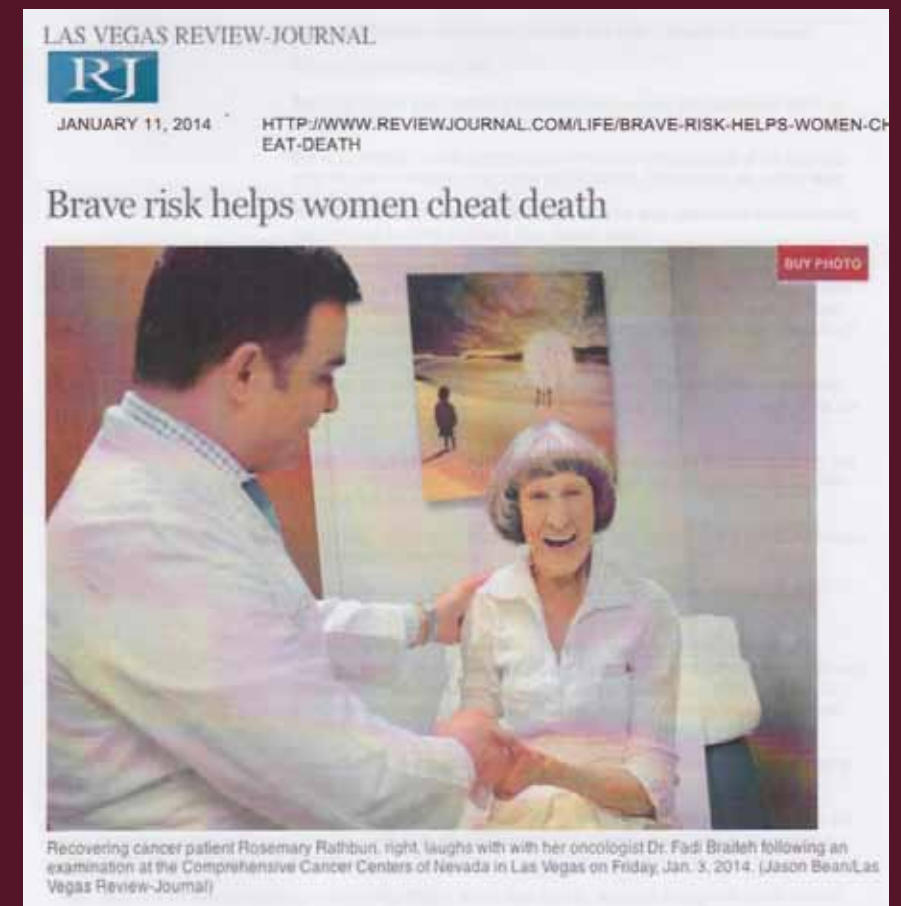 LAS VEGAS REVIEW-JOURNAL
RJ
JANUARY 11, 2014 HTTP://WWW.REVIEWJOURNAL.COM/LIFE/BRAVE-RISK-HELPS-WOMEN-CH
EAT-DEATH
Brave risk helps women cheat death
BUY PHOTO
Recovering cancer patient Rosemary Rathbun, right, laughs with with her oncologist Dr. Fadi Braiteh following an
examination at the Comprehensive Cancer Centers of Nevada in Las Vegas on Friday, Jan. 3, 2014. (Jason Bean/Las
Vegas Review-Journal)